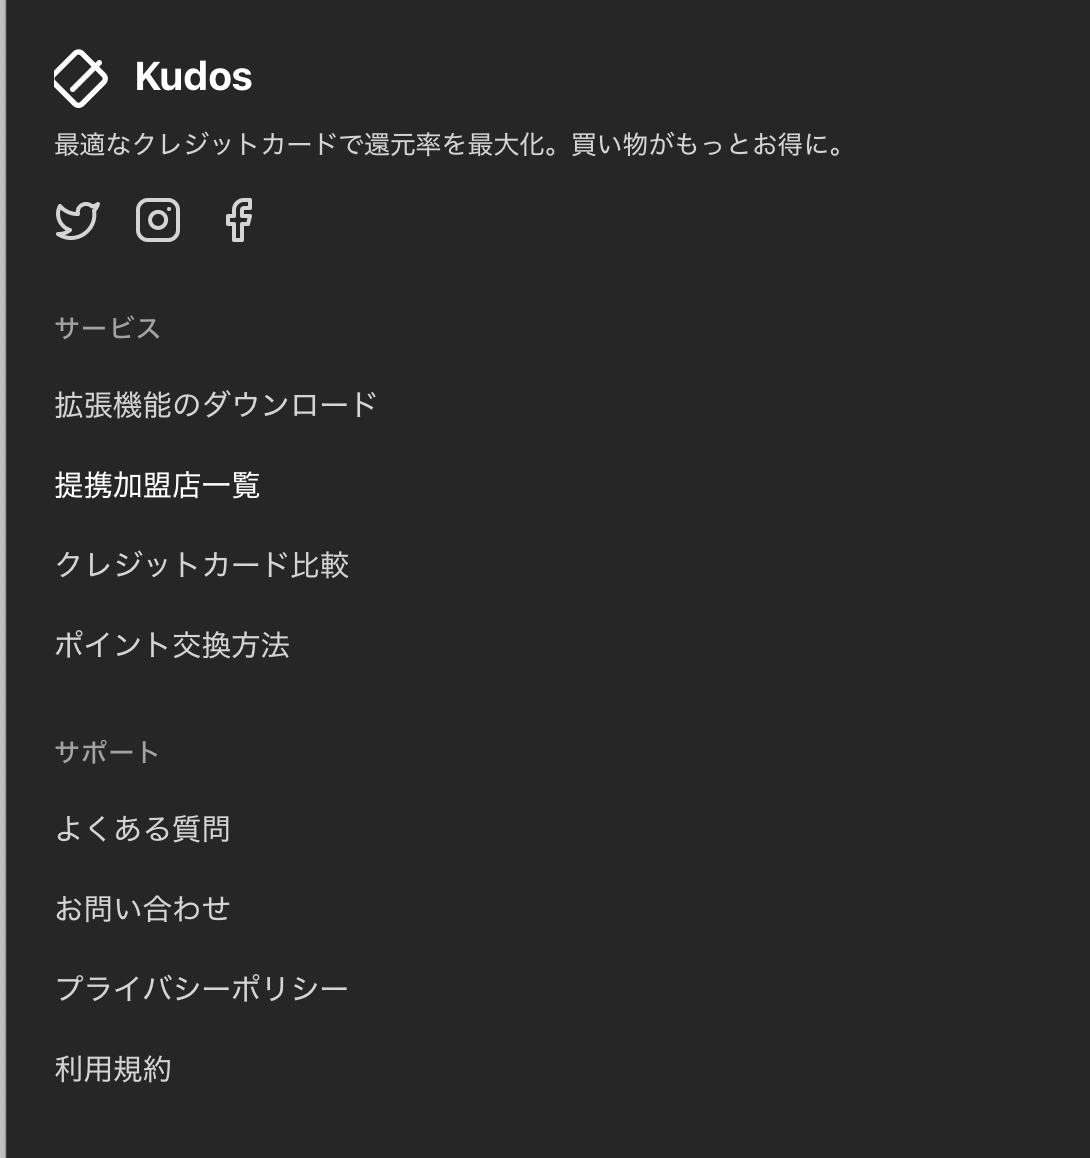 Kudos
最適なクレジットカードで還元率を最大化。買い物がもっとお得に。
サービス
拡張機能のダウンロード
提携加盟店一覧
クレジットカード比較
ポイント交換方法
サポート
よくある質問
お問い合わせ
プライバシーポリシー
利用規約